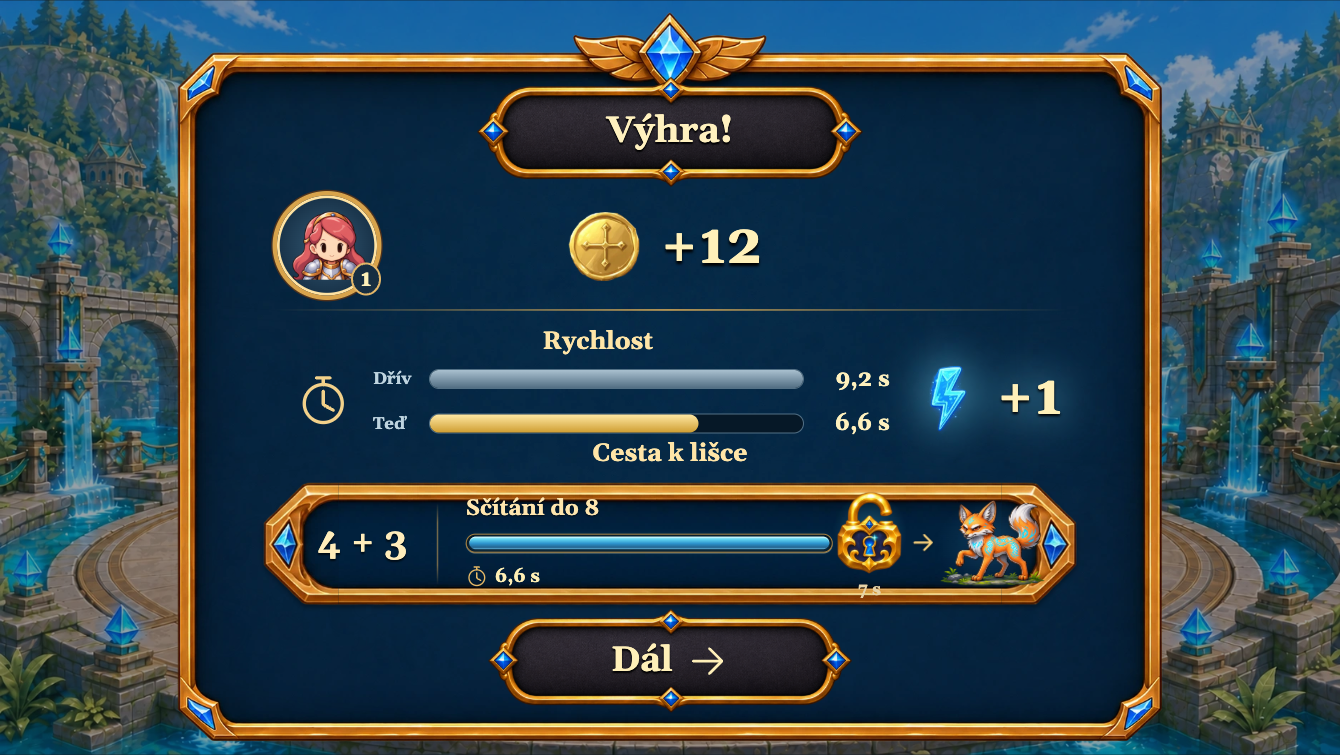 Výhra!
+12
1
Rychlost
Dřív 9,2 s
+1
Teď 6,6 s
Cesta k lišce
Sčítání do 8
4 + 3
6,6 s
7 s
Dál →